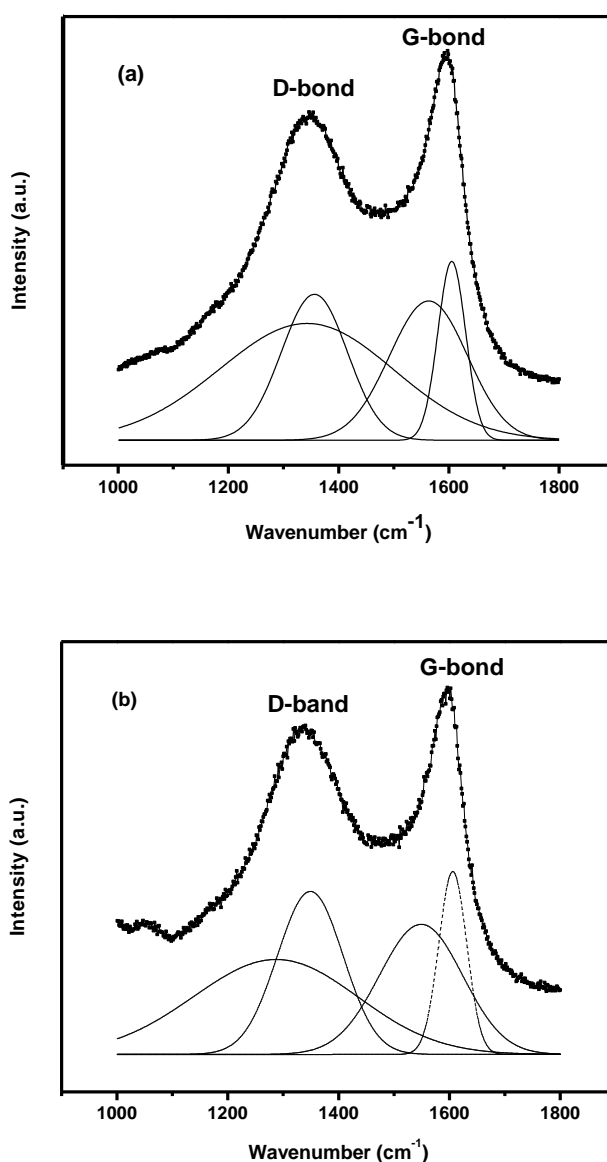 G-bond
(a)
D-bond
Intensity (a.u.)
1000 1200 1400 1600 1800
Wavenumber (cm-1)
G-bond
(b)
D-band
Intensity (a.u.)
1000 1200 1400 1600 1800
Wavenumber (cm-1)